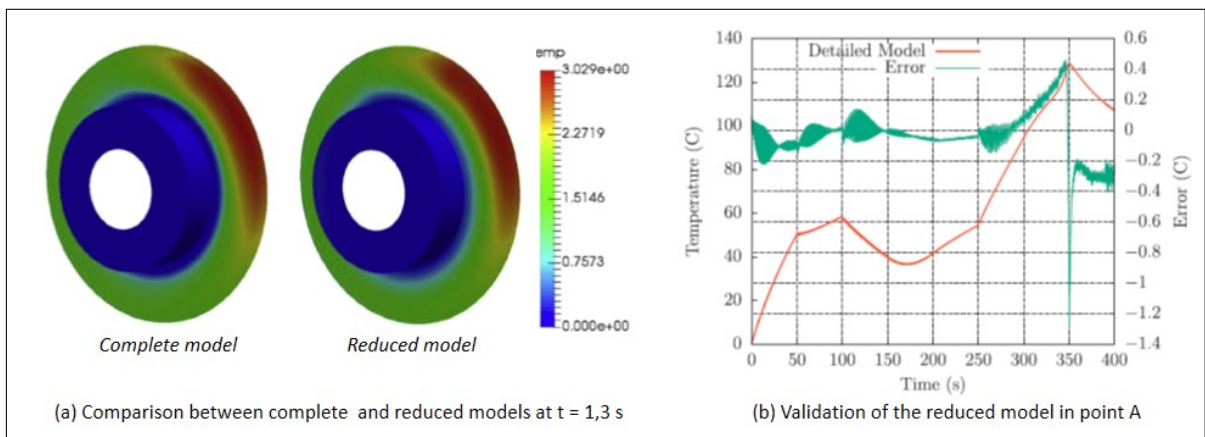 emp
3.029e+00
2.2719
1.5146
0.7573
0.000e+00
Complete model
Reduced model
(a) Comparison between complete and reduced models at t = 1,3 s
Detailed Model
Error
Temperature (C)
140
120
100
80
60
40
20
0
0.6
0.4
0.2
0
-0.2
-0.4
-0.6
-0.8
-1
-1.2
-1.4
Error (C)
0 50 100 150 200 250 300 350 400
Time (s)
(b) Validation of the reduced model in point A